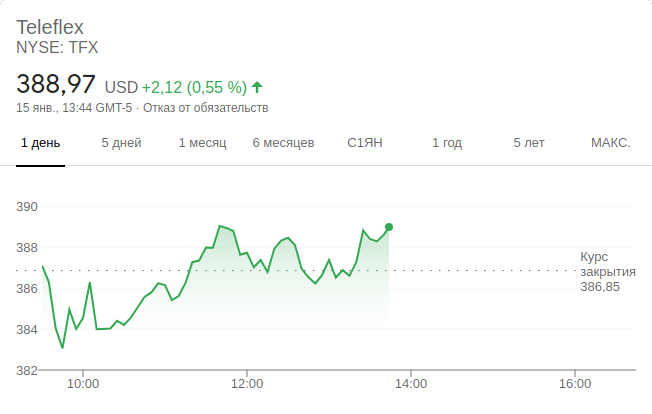 Teleflex
NYSE: TFX
388,97 USD +2,12 (0,55 %)
15 янв., 13:44 GMT-5 · Отказ от обязательств
1 день 5 дней 1 месяц 6 месяцев С1ЯН 1 год 5 лет МАКС.
390
388
386
384
382
Курс
закрытия
386,85
10:00 12:00 14:00 16:00